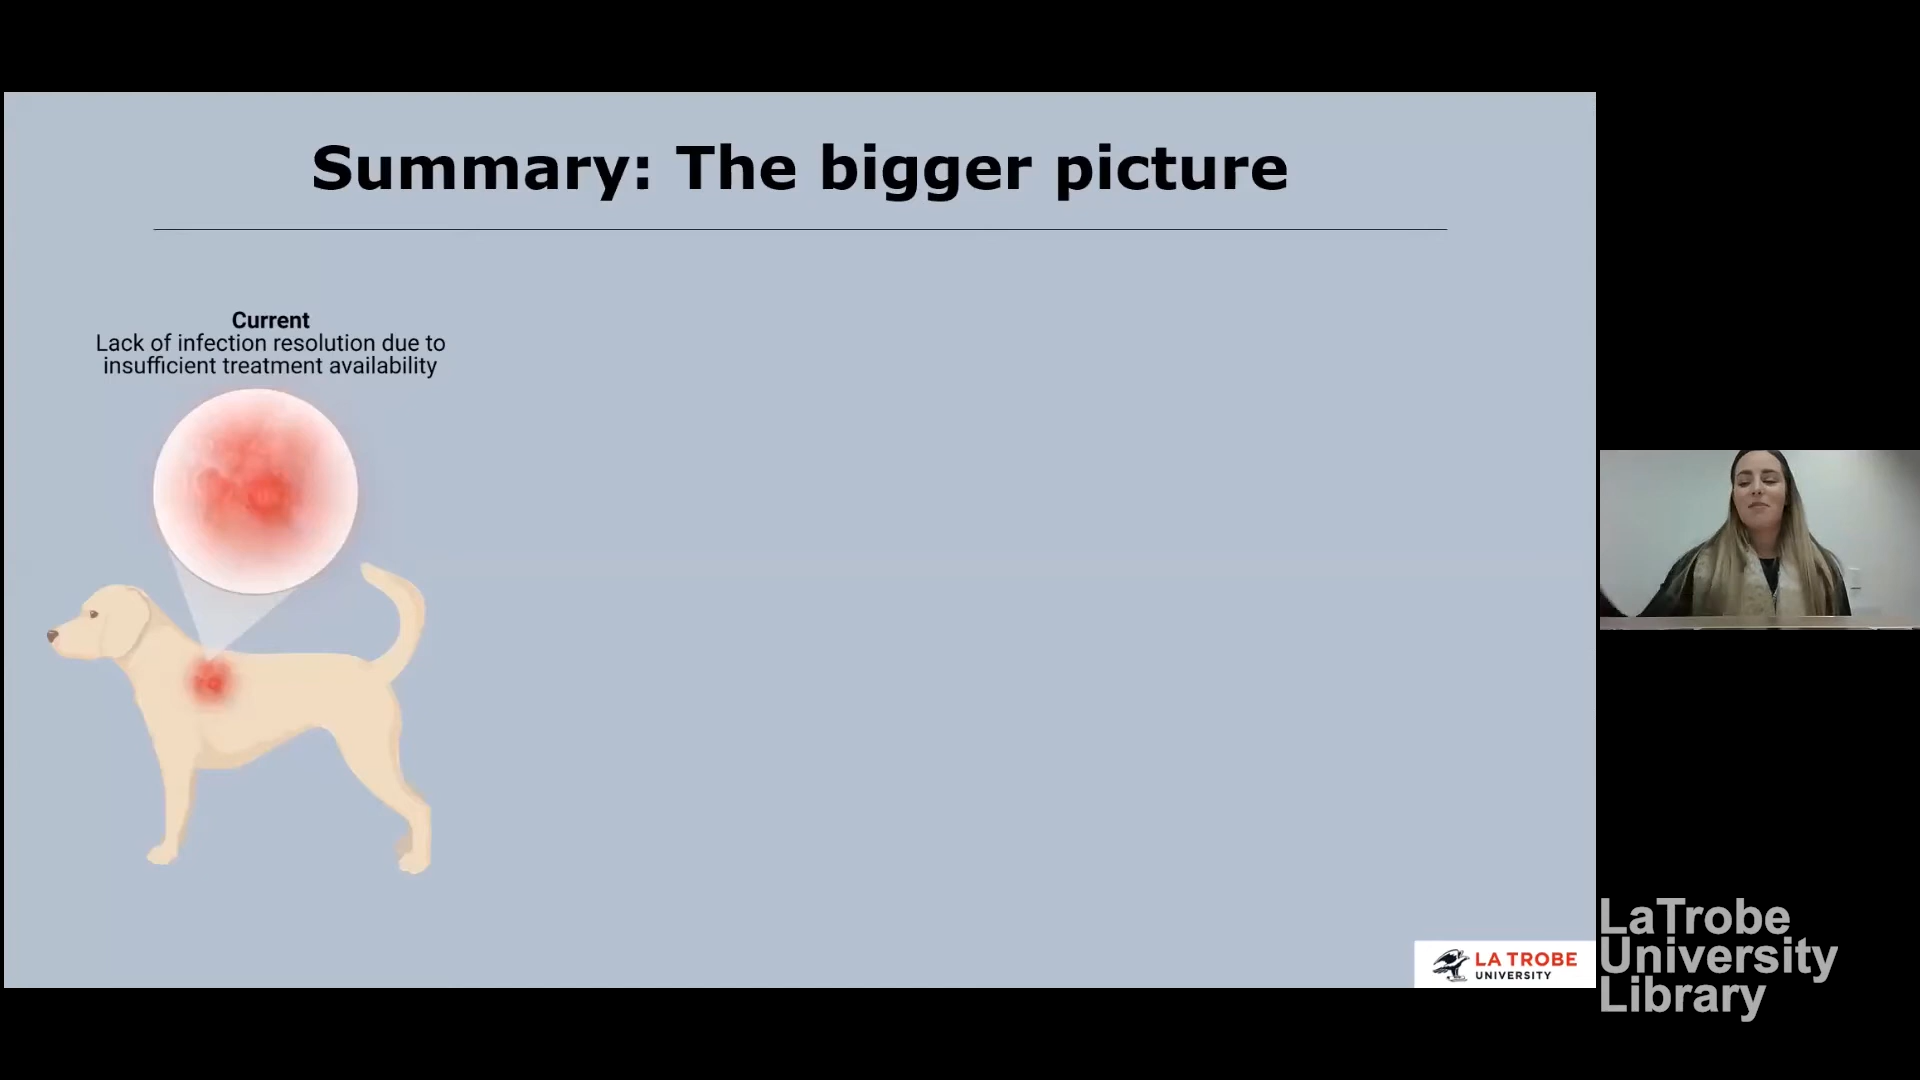 Summary: The bigger picture
Current
Lack of infection resolution due to
insufficient treatment availability
LA TROBE
UNIVERSITY
LaTrobe
University
Library